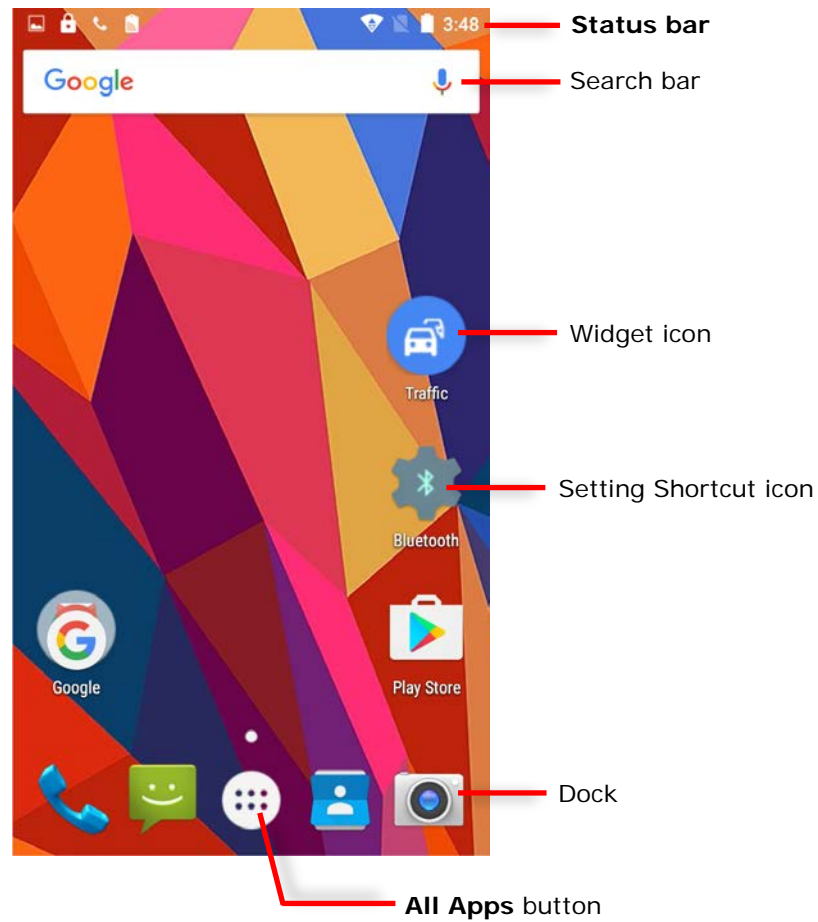 3:48
Status bar
Google
Search bar
Widget icon
Traffic
Setting Shortcut icon
Bluetooth
Google
Play Store
Dock
All Apps button